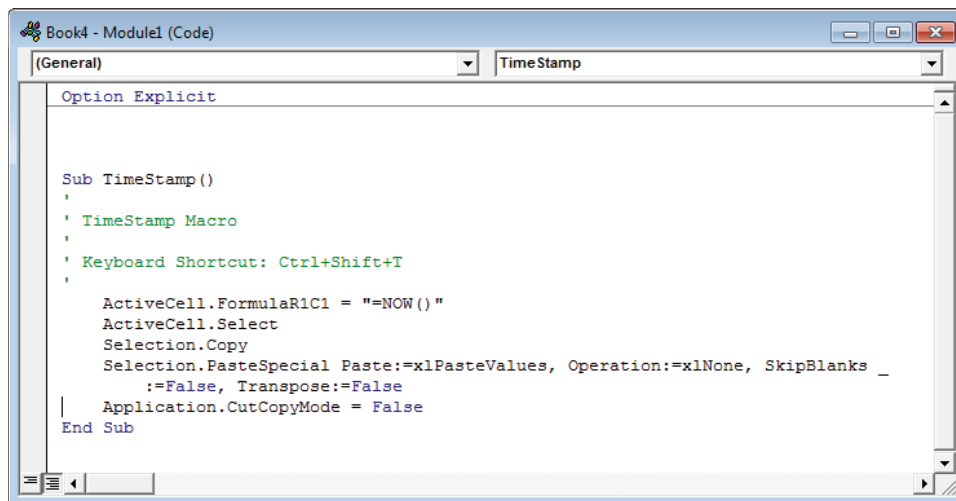 Book4 - Module1 (Code)
(General) TimeStamp
Option Explicit
Sub TimeStamp()
'
' TimeStamp Macro
'
' Keyboard Shortcut: Ctrl+Shift+T
'
    ActiveCell.FormulaR1C1 = "=NOW()"
    ActiveCell.Select
    Selection.Copy
    Selection.PasteSpecial Paste:=xlPasteValues, Operation:=xlNone, SkipBlanks _
        :=False, Transpose:=False
    Application.CutCopyMode = False
End Sub